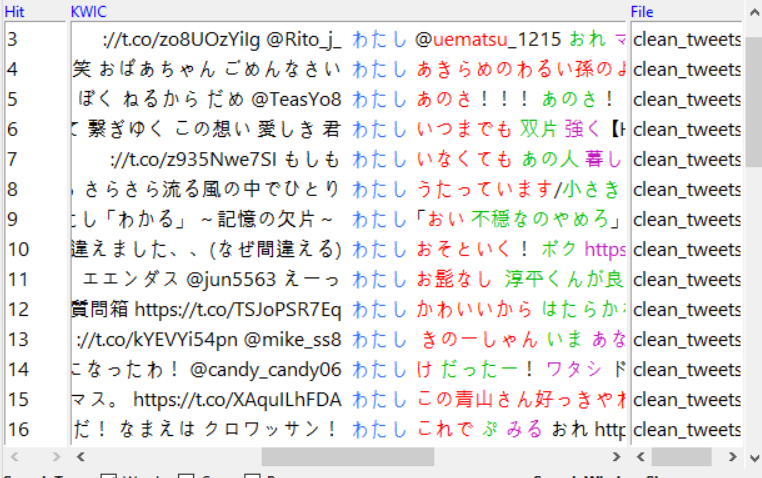 Hit KWIC File
3 ://t.co/zo8UOzYilg @Rito_j_ わたし @uematsu_1215 おれ マ clean_tweets
4 笑 おばあちゃん ごめんなさい わたし あきらめのわるい孫のよ clean_tweets
5 ぼく ねるから だめ @TeasYo8 わたし あのさ！！！ あのさ！ clean_tweets
6 て 繋ぎゆく この想い 愛しき 君 わたし いつまでも 双片 強く【H clean_tweets
7 ://t.co/z935Nwe7SI もしも わたし いなくても あの人 暮し clean_tweets
8 さらさら流る風の中でひとり わたし うたっています/小さき clean_tweets
9 とし「わかる」 ～記憶の欠片～ わたし「おい 不穏なのやめろ」 clean_tweets
10 違えました、、(なぜ間違える) わたし おそといく！ ボク https clean_tweets
11 エエンダス @jun5563 えーっ わたし お髭なし 淳平くんが良 clean_tweets
12 質問箱 https://t.co/TSJoPSR7Eq わたし かわいいから はたらかな clean_tweets
13 ://t.co/kYEVYi54pn @mike_ss8 わたし きのーしゃん いま あな clean_tweets
14 こなったわ！ @candy_candy06 わたし け だったー！ ワタシ ド clean_tweets
15 マス。 https://t.co/XAquILhFDA わたし この青山さん好っきやれ clean_tweets
16 だ！ なまえは クロワッサン！ わたし これで ぷ みる おれ http clean_tweets